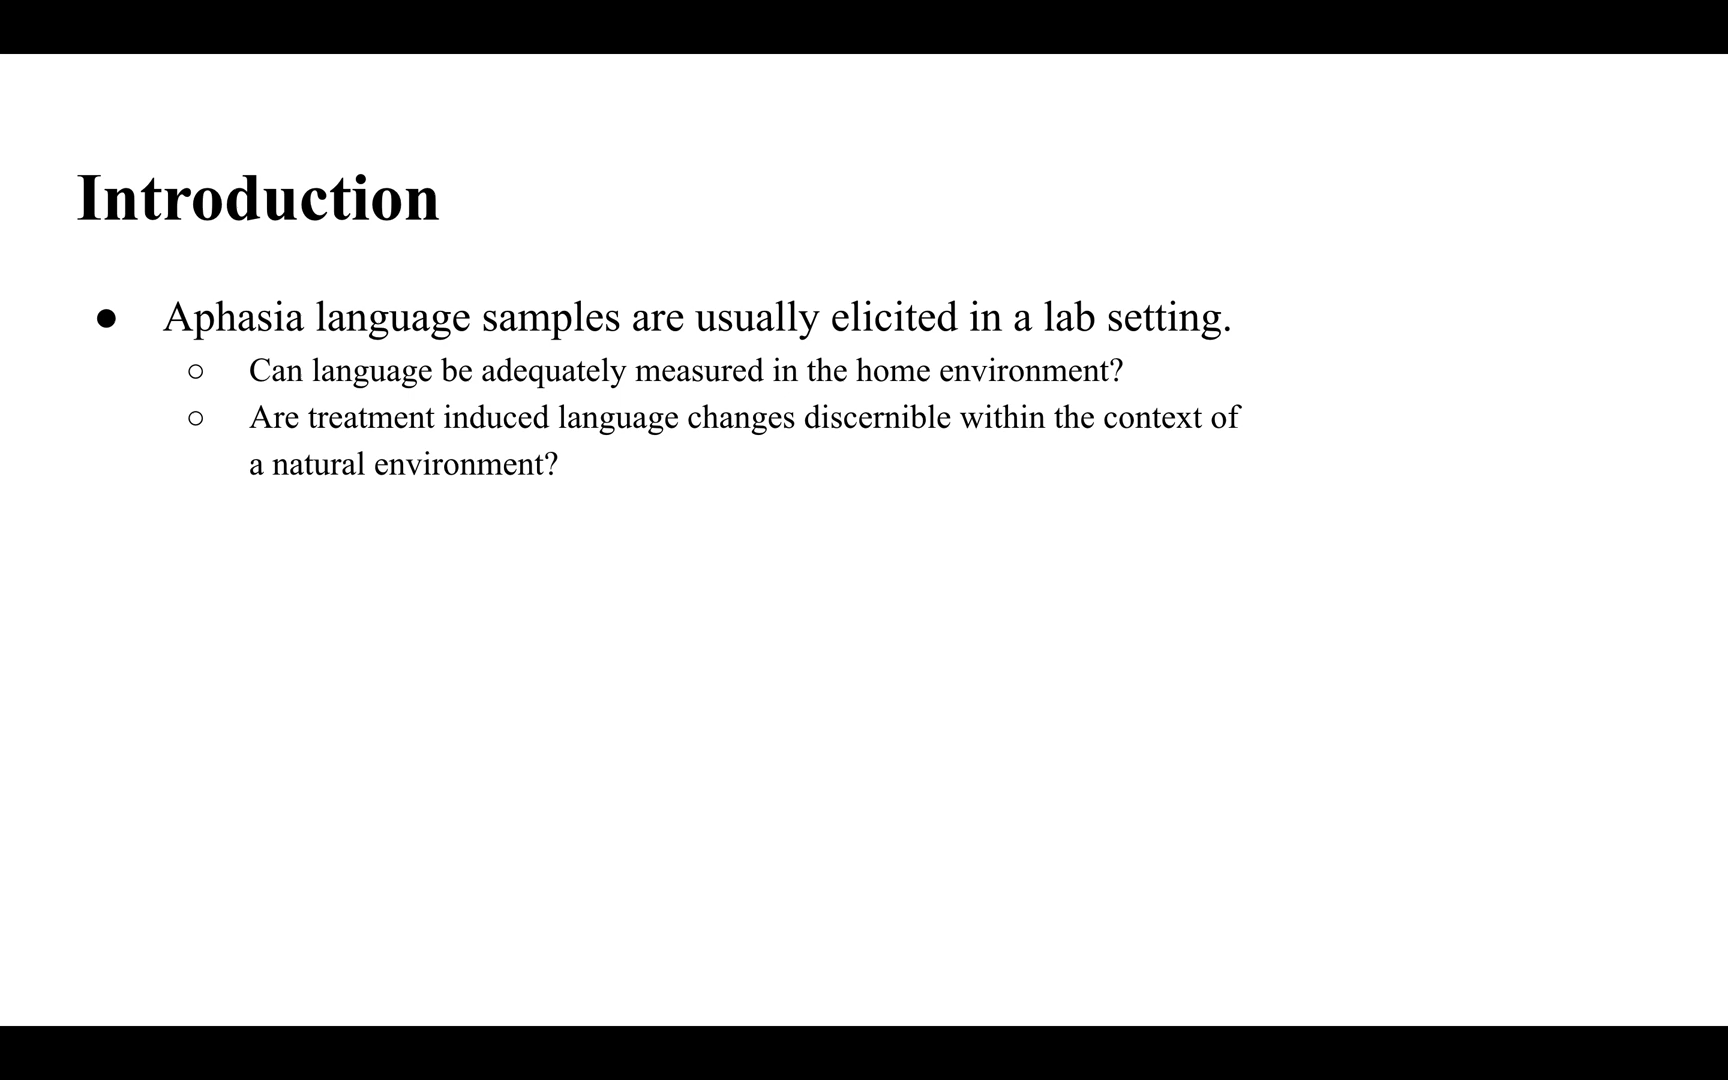 Introduction
● Aphasia language samples are usually elicited in a lab setting.
○ Can language be adequately measured in the home environment?
○ Are treatment induced language changes discernible within the context of
a natural environment?